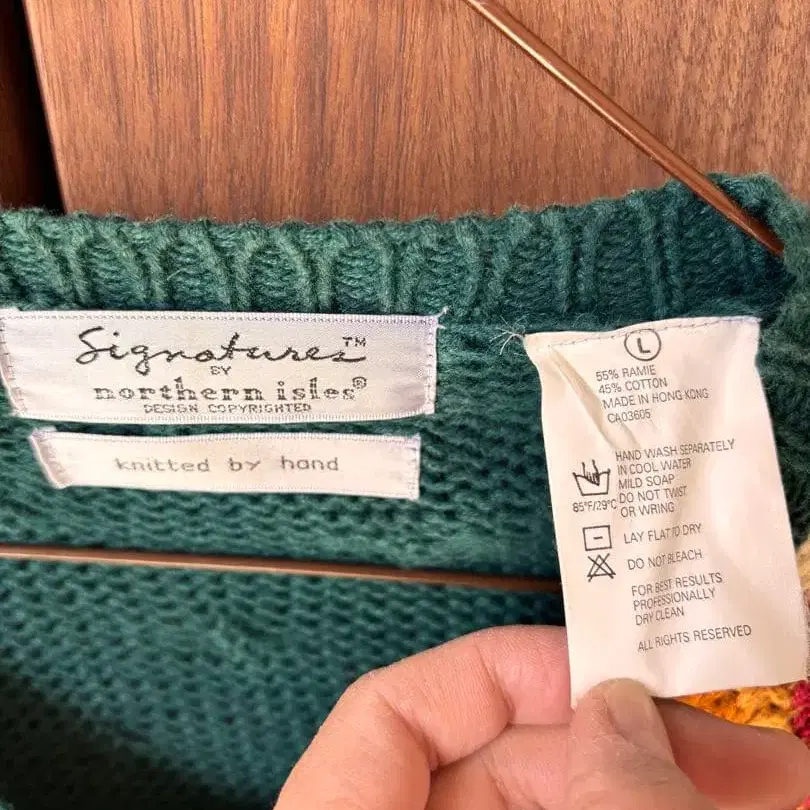 Signatures™
BY
northern isles®
DESIGN COPYRIGHTED
knitted by hand
L
55% RAMIE
45% COTTON
MADE IN HONG KONG
CA03605
HAND WASH SEPARATELY
IN COOL WATER
MILD SOAP
DO NOT TWIST
OR WRING
85°F/29°C
LAY FLAT TO DRY
DO NOT BLEACH
FOR BEST RESULTS
PROFESSIONALLY
DRY CLEAN
ALL RIGHTS RESERVED